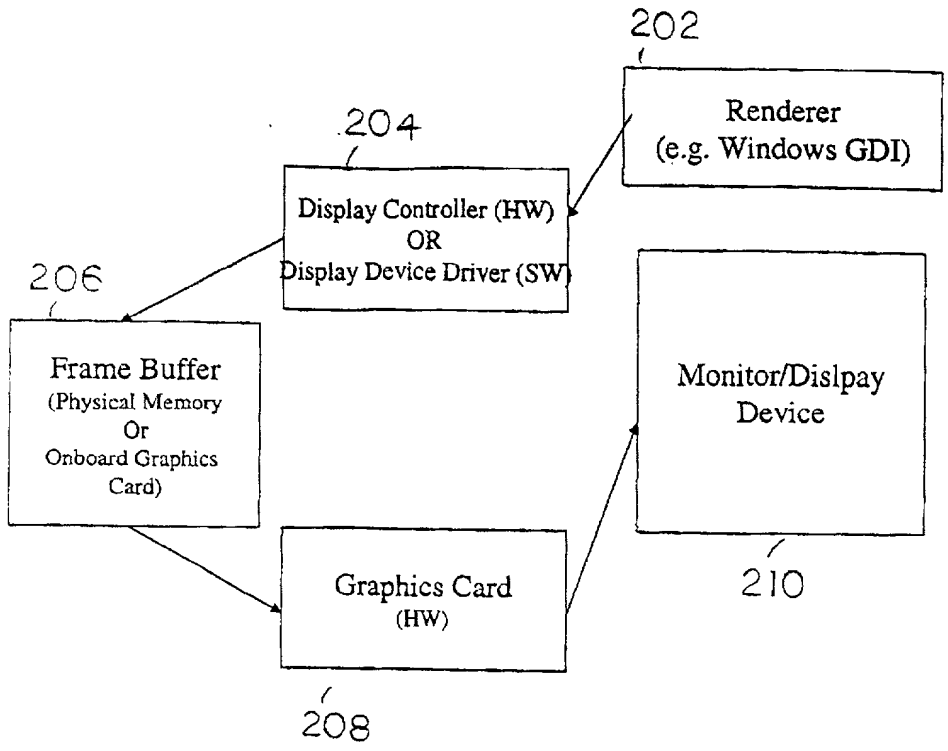 202
Renderer
(e.g. Windows GDI)
204
Display Controller (HW)
OR
Display Device Driver (SW)
206
Frame Buffer
(Physical Memory
Or
Onboard Graphics
Card)
Monitor/Dislpay
Device
210
Graphics Card
(HW)
208